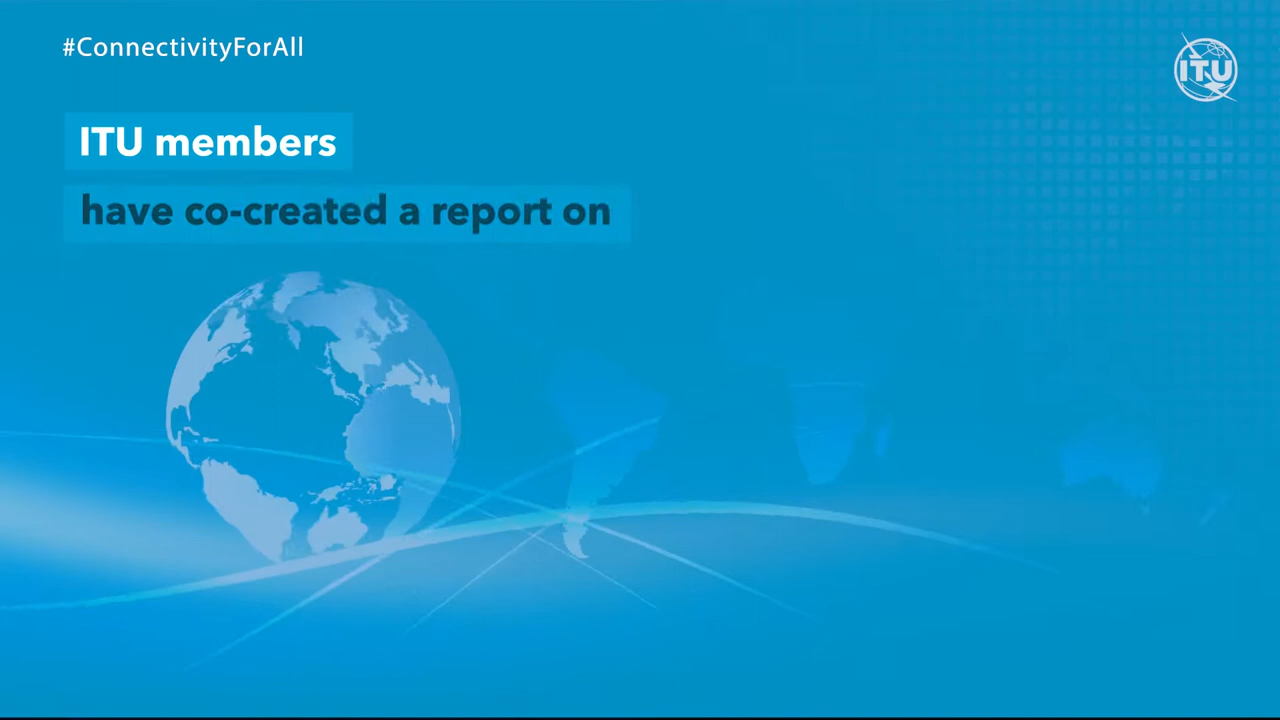 #ConnectivityForAll
ITU
ITU members
have co-created a report on